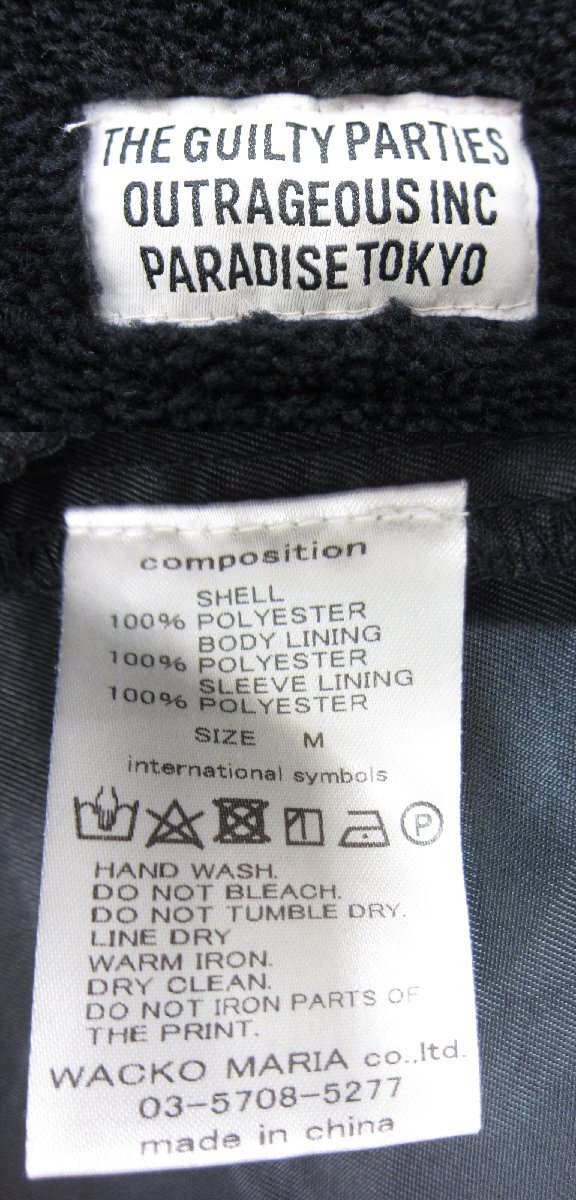 THE GUILTY PARTIES
OUTRAGEOUS INC
PARADISE TOKYO
composition
SHELL
100% POLYESTER
BODY LINING
100% POLYESTER
SLEEVE LINING
100% POLYESTER
SIZE M
international symbols
P
HAND WASH.
DO NOT BLEACH.
DO NOT TUMBLE DRY.
LINE DRY
WARM IRON.
DRY CLEAN.
DO NOT IRON PARTS OF
THE PRINT.
WACKO MARIA co.,ltd.
03-5708-5277
made in china